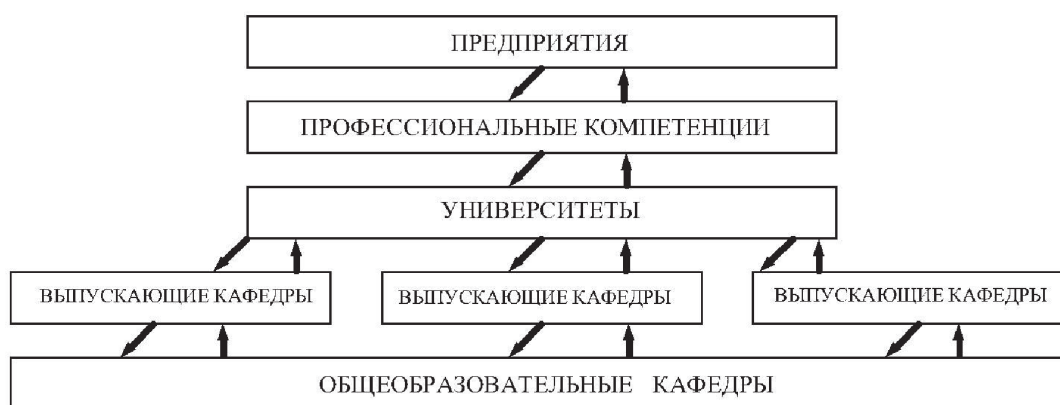 ПРЕДПРИЯТИЯ
ПРОФЕССИОНАЛЬНЫЕ КОМПЕТЕНЦИИ
УНИВЕРСИТЕТЫ
ВЫПУСКАЮЩИЕ КАФЕДРЫ
ВЫПУСКАЮЩИЕ КАФЕДРЫ
ВЫПУСКАЮЩИЕ КАФЕДРЫ
ОБЩЕОБРАЗОВАТЕЛЬНЫЕ КАФЕДРЫ